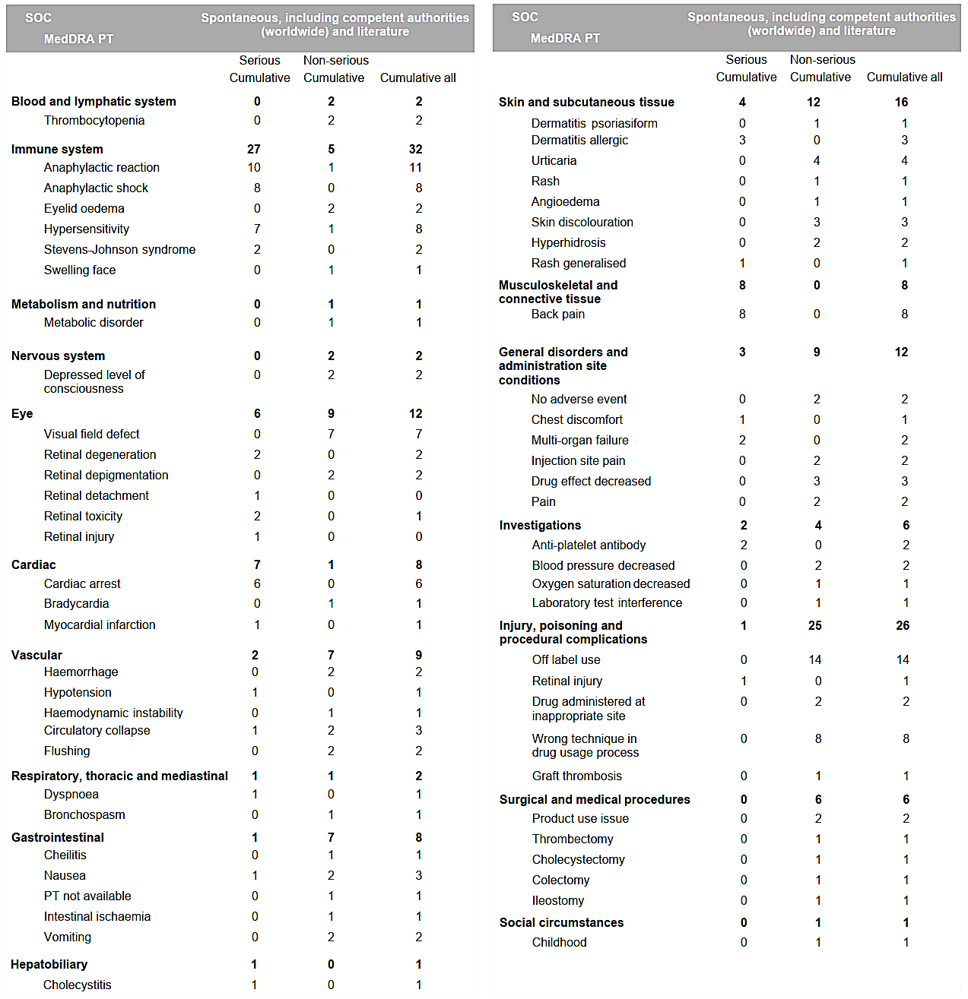 SOC
MedDRA PT
Spontaneous, including competent authorities
(worldwide) and literature
Serious Non-serious
Cumulative Cumulative Cumulative all
Blood and lymphatic system 0 2 2
Thrombocytopenia 0 2 2
Immune system 27 5 32
Anaphylactic reaction 10 1 11
Anaphylactic shock 8 0 8
Eyelid oedema 0 2 2
Hypersensitivity 7 1 8
Stevens-Johnson syndrome 2 0 2
Swelling face 0 1 1
Metabolism and nutrition 0 1 1
Metabolic disorder 0 1 1
Nervous system 0 2 2
Depressed level of 0 2 2
consciousness
Eye 6 9 12
Visual field defect 0 7 7
Retinal degeneration 2 0 2
Retinal depigmentation 0 2 2
Retinal detachment 1 0 0
Retinal toxicity 2 0 1
Retinal injury 1 0 0
Cardiac 7 1 8
Cardiac arrest 6 0 6
Bradycardia 0 1 1
Myocardial infarction 1 0 1
Vascular 2 7 9
Haemorrhage 0 2 2
Hypotension 1 0 1
Haemodynamic instability 0 1 1
Circulatory collapse 1 2 3
Flushing 0 2 2
Respiratory, thoracic and mediastinal 1 1 2
Dyspnoea 1 0 1
Bronchospasm 0 1 1
Gastrointestinal 1 7 8
Cheilitis 0 1 1
Nausea 1 2 3
PT not available 0 1 1
Intestinal ischaemia 0 1 1
Vomiting 0 2 2
Hepatobiliary 1 0 1
Cholecystitis 1 0 1
SOC
MedDRA PT
Spontaneous, including competent authorities
(worldwide) and literature
Serious Non-serious
Cumulative Cumulative Cumulative all
Skin and subcutaneous tissue 4 12 16
Dermatitis psoriasiform 0 1 1
Dermatitis allergic 3 0 3
Urticaria 0 4 4
Rash 0 1 1
Angioedema 0 1 1
Skin discolouration 0 3 3
Hyperhidrosis 0 2 2
Rash generalised 1 0 1
Musculoskeletal and 8 0 8
connective tissue
Back pain 8 0 8
General disorders and 3 9 12
administration site
conditions
No adverse event 0 2 2
Chest discomfort 1 0 1
Multi-organ failure 2 0 2
Injection site pain 0 2 2
Drug effect decreased 0 3 3
Pain 0 2 2
Investigations 2 4 6
Anti-platelet antibody 2 0 2
Blood pressure decreased 0 2 2
Oxygen saturation decreased 0 1 1
Laboratory test interference 0 1 1
Injury, poisoning and 1 25 26
procedural complications
Off label use 0 14 14
Retinal injury 1 0 1
Drug administered at 0 2 2
inappropriate site
Wrong technique in 0 8 8
drug usage process
Graft thrombosis 0 1 1
Surgical and medical procedures 0 6 6
Product use issue 0 2 2
Thrombectomy 0 1 1
Cholecystectomy 0 1 1
Colectomy 0 1 1
Ileostomy 0 1 1
Social circumstances 0 1 1
Childhood 0 1 1